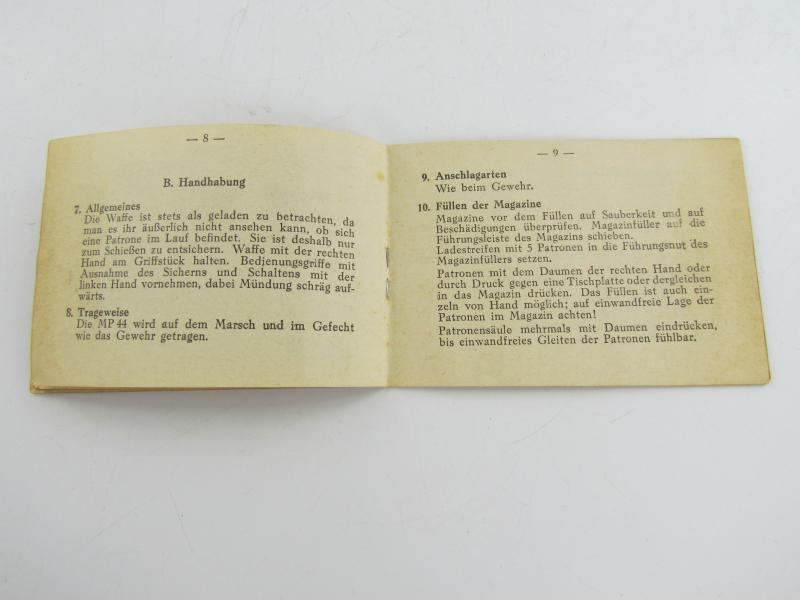 — 8 —
B. Handhabung
7. Allgemeines
Die Waffe ist stets als geladen zu betrachten, da
man es ihr äußerlich nicht ansehen kann, ob sich
eine Patrone im Lauf befindet. Sie ist deshalb nur
zum Schießen zu entsichern. Waffe mit der rechten
Hand am Griffstück halten. Bedienungsgriffe mit
Ausnahme des Sicherns und Schaltens mit der
linken Hand vornehmen, dabei Mündung schräg auf-
wärts.
8. Trageweise
Die MP 44 wird auf dem Marsch und im Gefecht
wie das Gewehr getragen.
— 9 —
9. Anschlagarten
Wie beim Gewehr.
10. Füllen der Magazine
Magazine vor dem Füllen auf Sauberkeit und auf
Beschädigungen überprüfen. Magazinfüller auf die
Führungsleiste des Magazins schieben.
Ladestreifen mit 5 Patronen in die Führungsnut des
Magazinfüllers setzen.
Patronen mit dem Daumen der rechten Hand oder
durch Druck gegen eine Tischplatte oder dergleichen
in das Magazin drücken. Das Füllen ist auch ein-
zeln von Hand möglich; auf einwandfreie Lage der
Patronen im Magazin achten!
Patronensäule mehrmals mit Daumen eindrücken,
bis einwandfreies Gleiten der Patronen fühlbar.